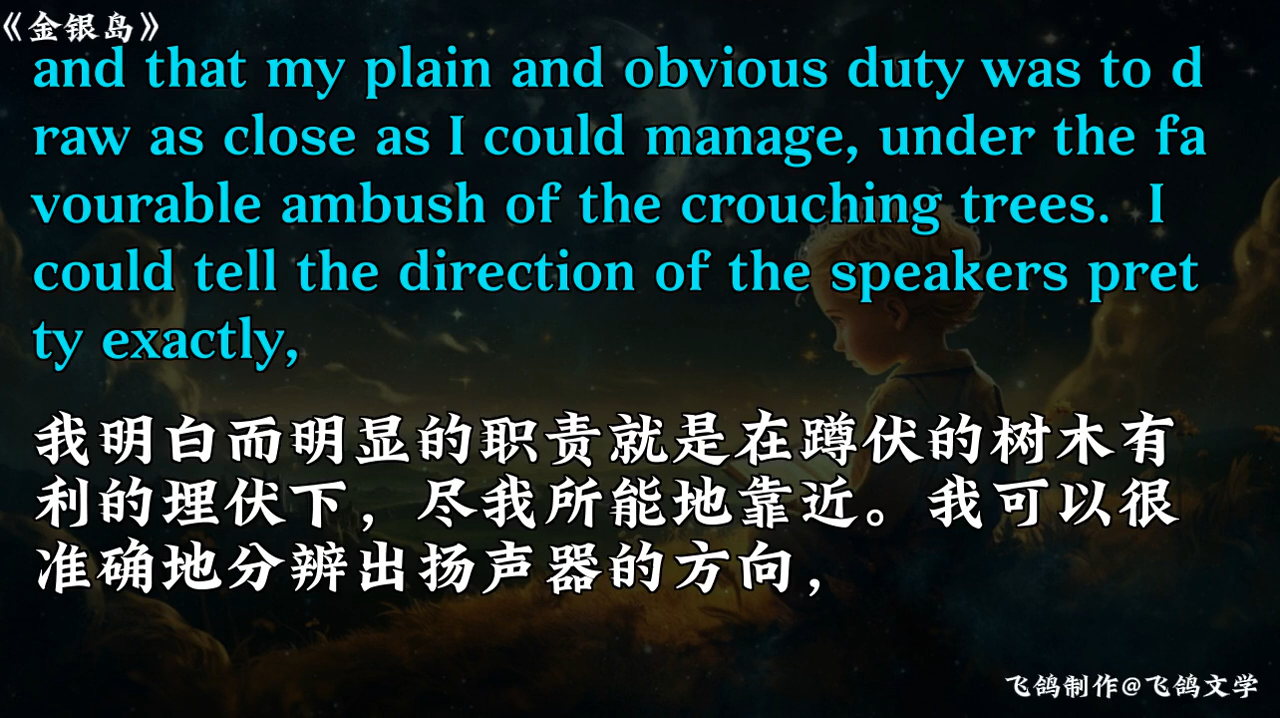 《金银岛》
and that my plain and obvious duty was to d
raw as close as I could manage, under the fa
vourable ambush of the crouching trees.  I
could tell the direction of the speakers pret
ty exactly,
我明白而明显的职责就是在蹲伏的树木有
利的埋伏下，尽我所能地靠近。我可以很
准确地分辨出扬声器的方向，
飞鸽制作@飞鸽文学